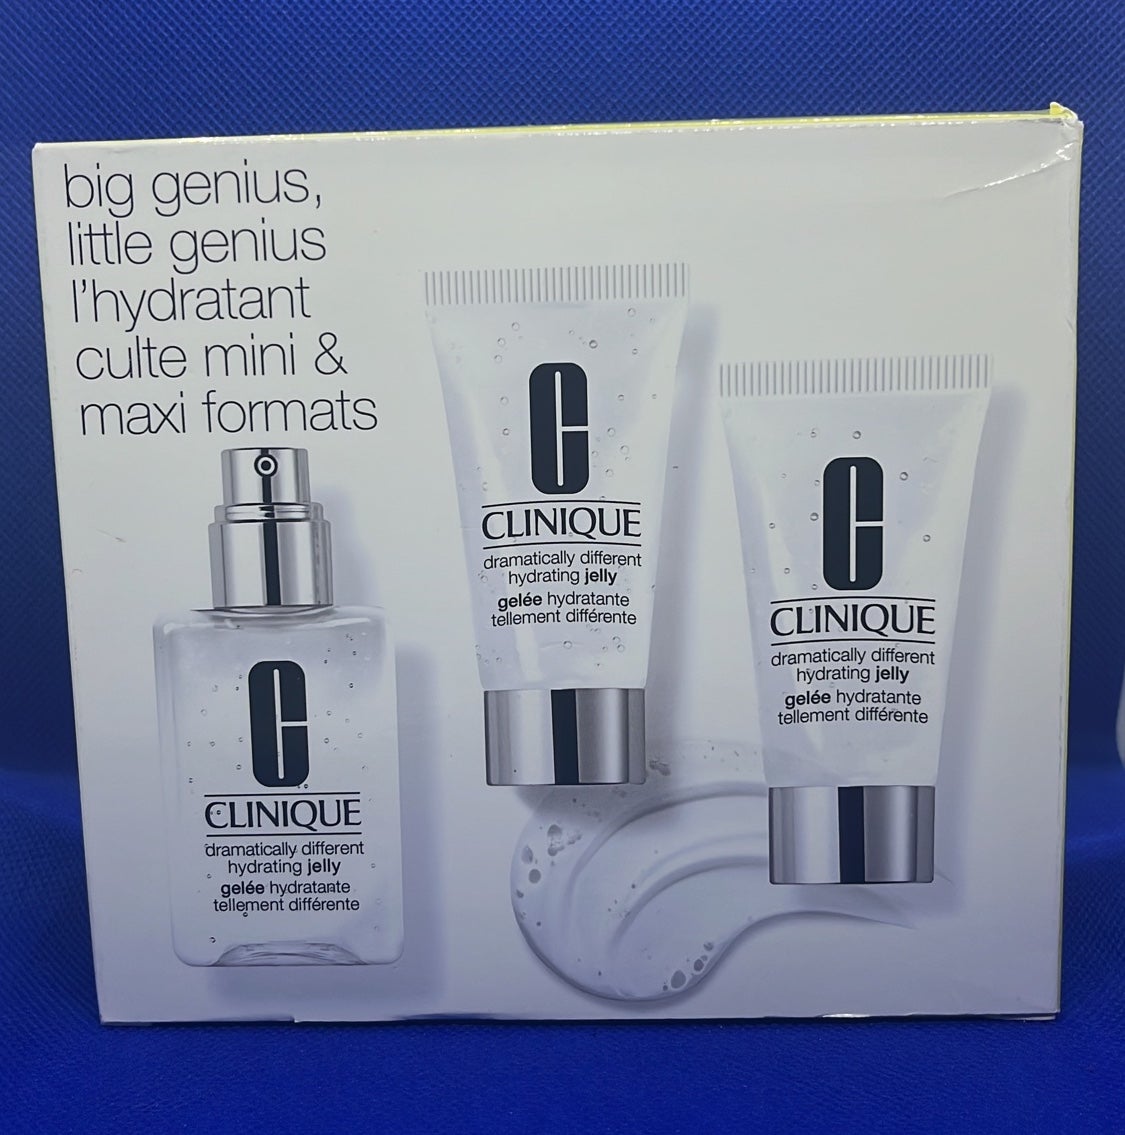 big genius,
little genius
l'hydratant
culte mini &
maxi formats
C
CLINIQUE
dramatically different
hydrating jelly
gelée hydratante
tellement différente
C
CLINIQUE
dramatically different
hydrating jelly
gelée hydratante
tellement différente
C
CLINIQUE
dramatically different
hydrating jelly
gelée hydratante
tellement différente